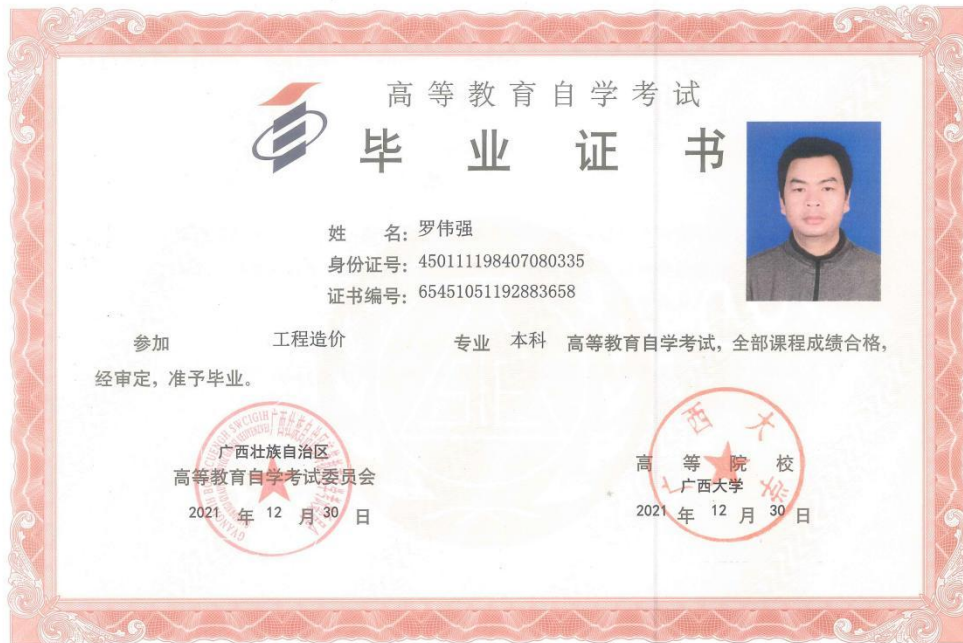 高等教育自学考试
毕业证书
姓 名：罗伟强
身份证号：450111198407080335
证书编号：65451051192883658
参加 工程造价 专业 本科 高等教育自学考试，全部课程成绩合格，
经审定，准予毕业。
广西壮族自治区
高等教育自学考试委员会
2021 年 12 月 30 日
广西大学
高等院校
广西大学
2021 年 12 月 30 日